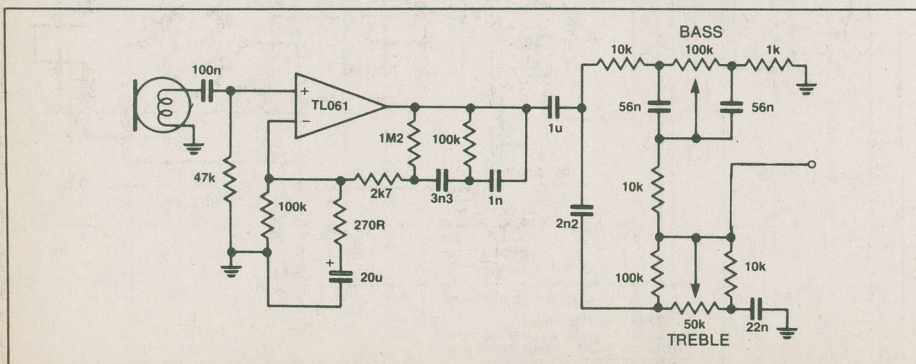 BASS
10k
100k
1k
100n
+
TL061
−
56n
56n
1u
1M2
100k
47k
2k7
3n3
1n
10k
2n2
100k
270R
+
20u
100k
10k
50k
22n
TREBLE